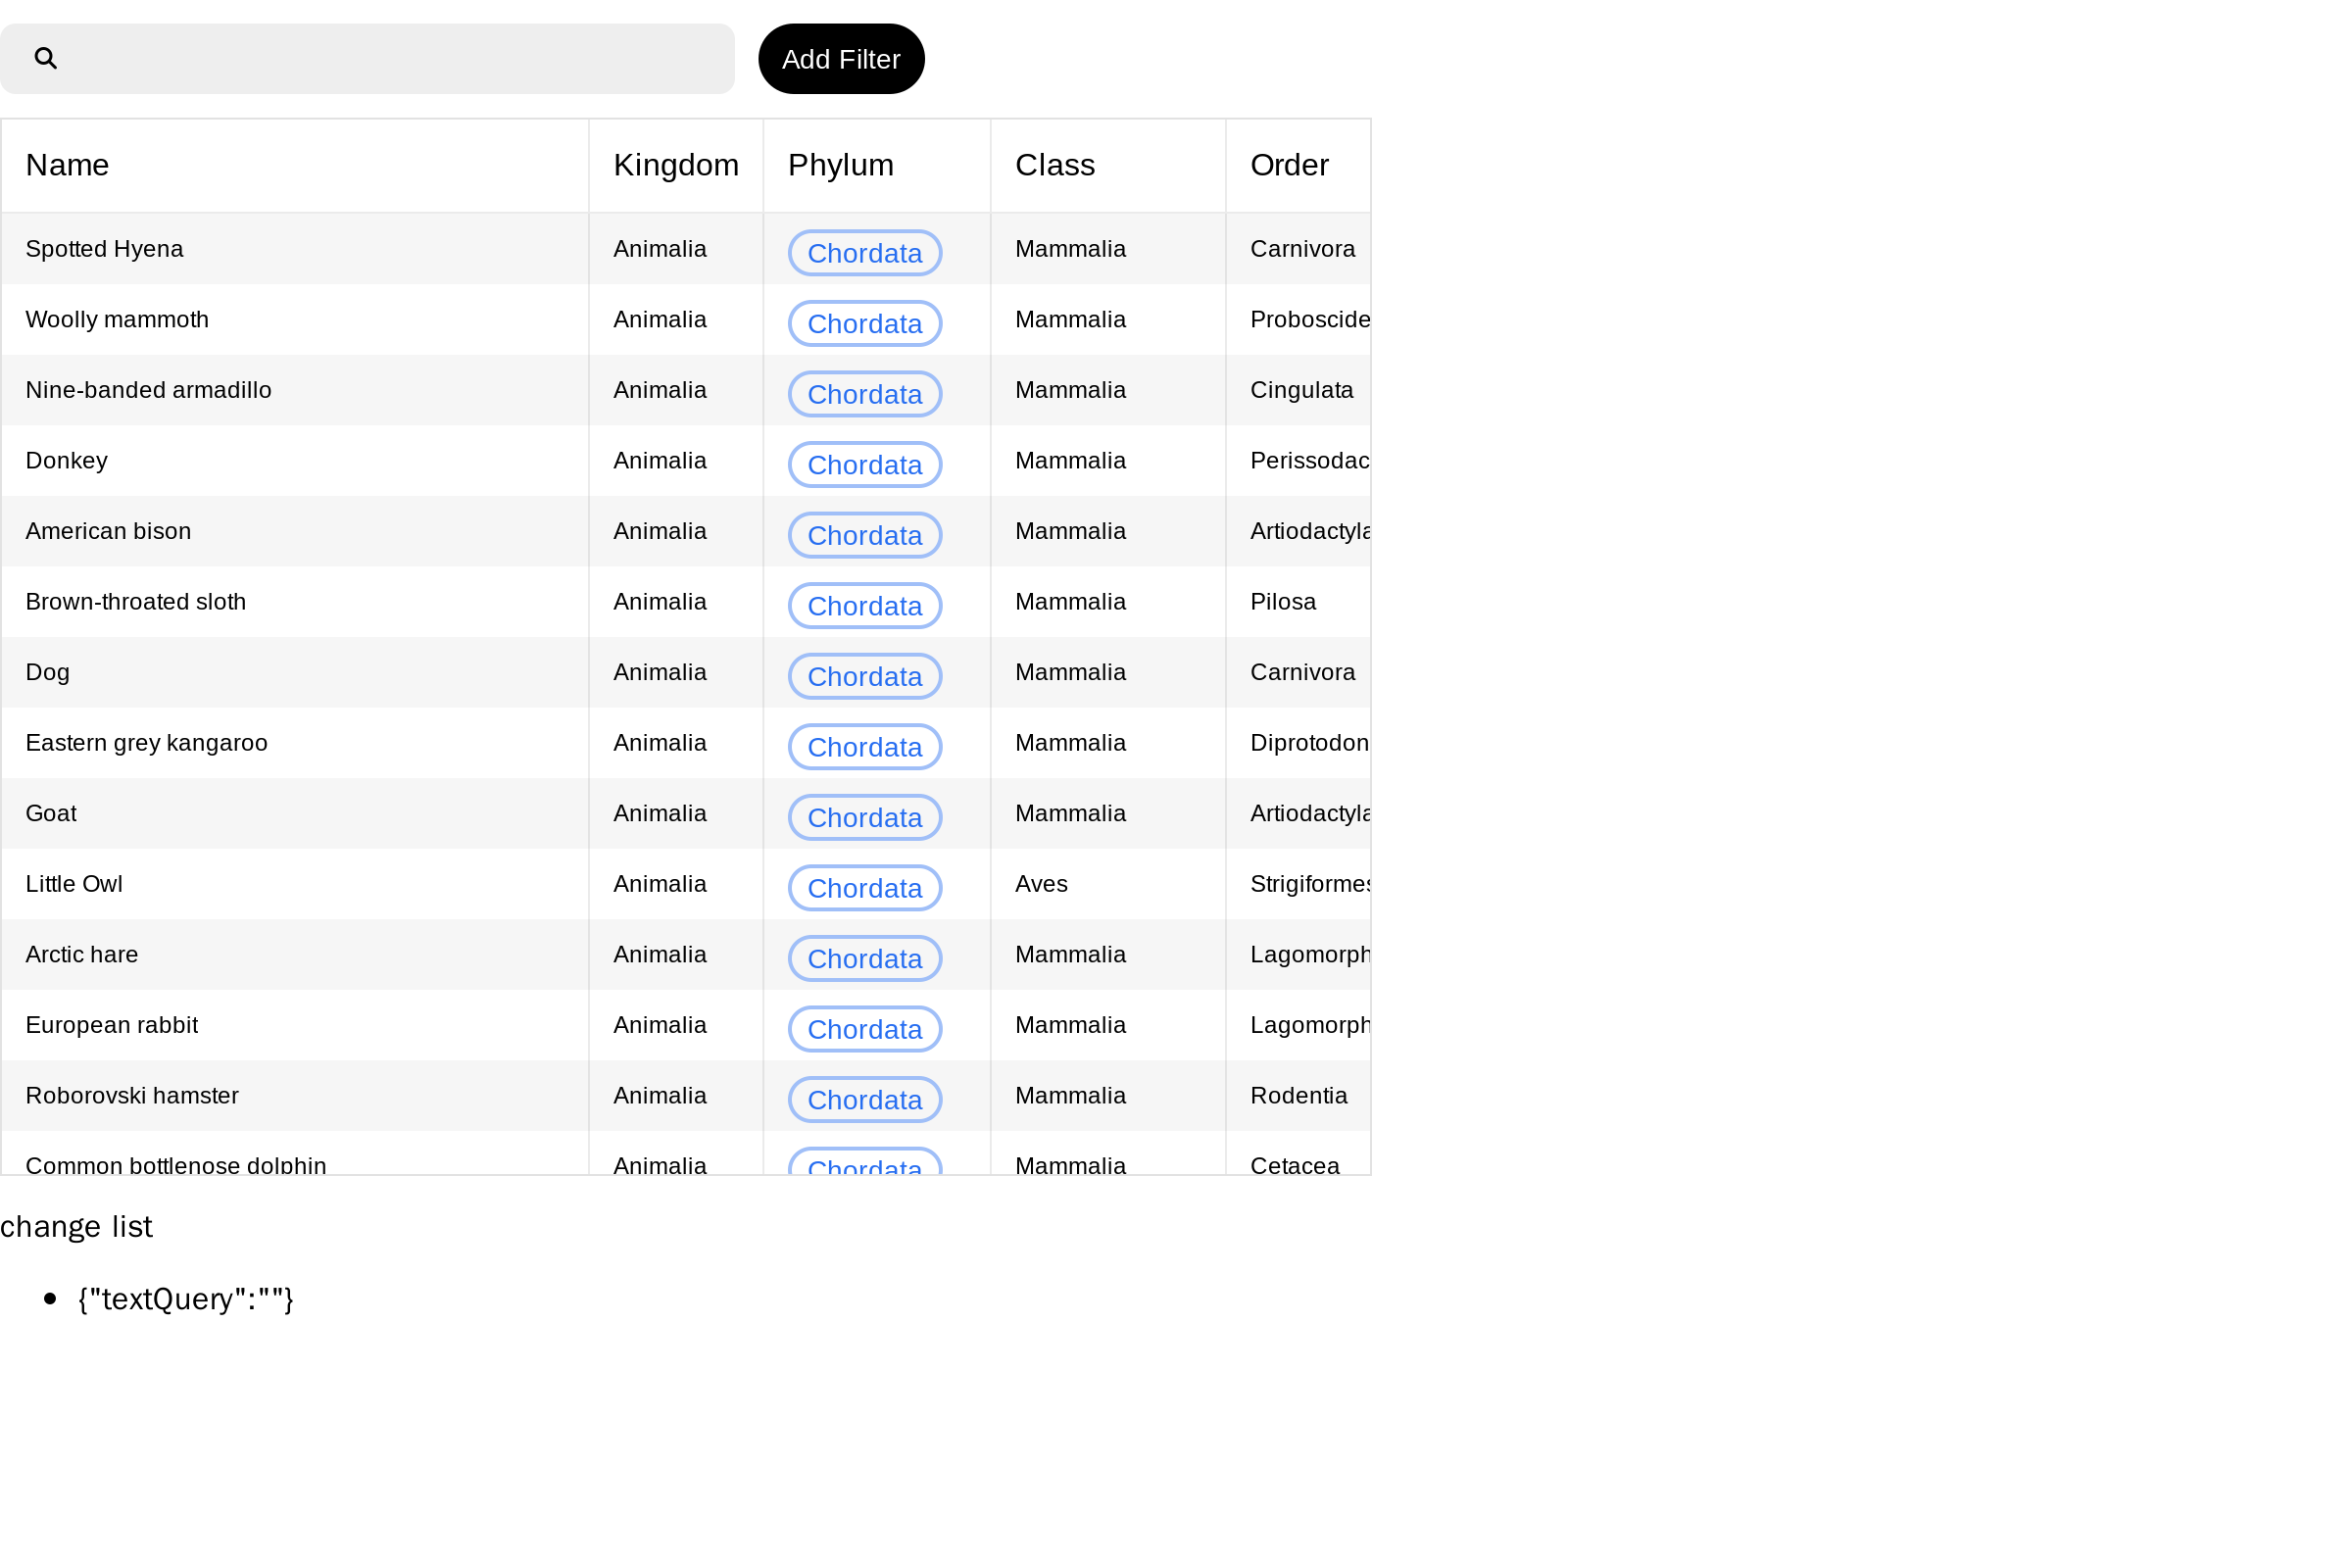 Add Filter
Name Kingdom Phylum Class Order
Spotted Hyena Animalia Chordata Mammalia Carnivora
Woolly mammoth Animalia Chordata Mammalia Proboscide
Nine-banded armadillo Animalia Chordata Mammalia Cingulata
Donkey Animalia Chordata Mammalia Perissodac
American bison Animalia Chordata Mammalia Artiodactyla
Brown-throated sloth Animalia Chordata Mammalia Pilosa
Dog Animalia Chordata Mammalia Carnivora
Eastern grey kangaroo Animalia Chordata Mammalia Diprotodon
Goat Animalia Chordata Mammalia Artiodactyla
Little Owl Animalia Chordata Aves Strigiformes
Arctic hare Animalia Chordata Mammalia Lagomorph
European rabbit Animalia Chordata Mammalia Lagomorph
Roborovski hamster Animalia Chordata Mammalia Rodentia
Common bottlenose dolphin Animalia Chordata Mammalia Cetacea
change list
{"textQuery":""}